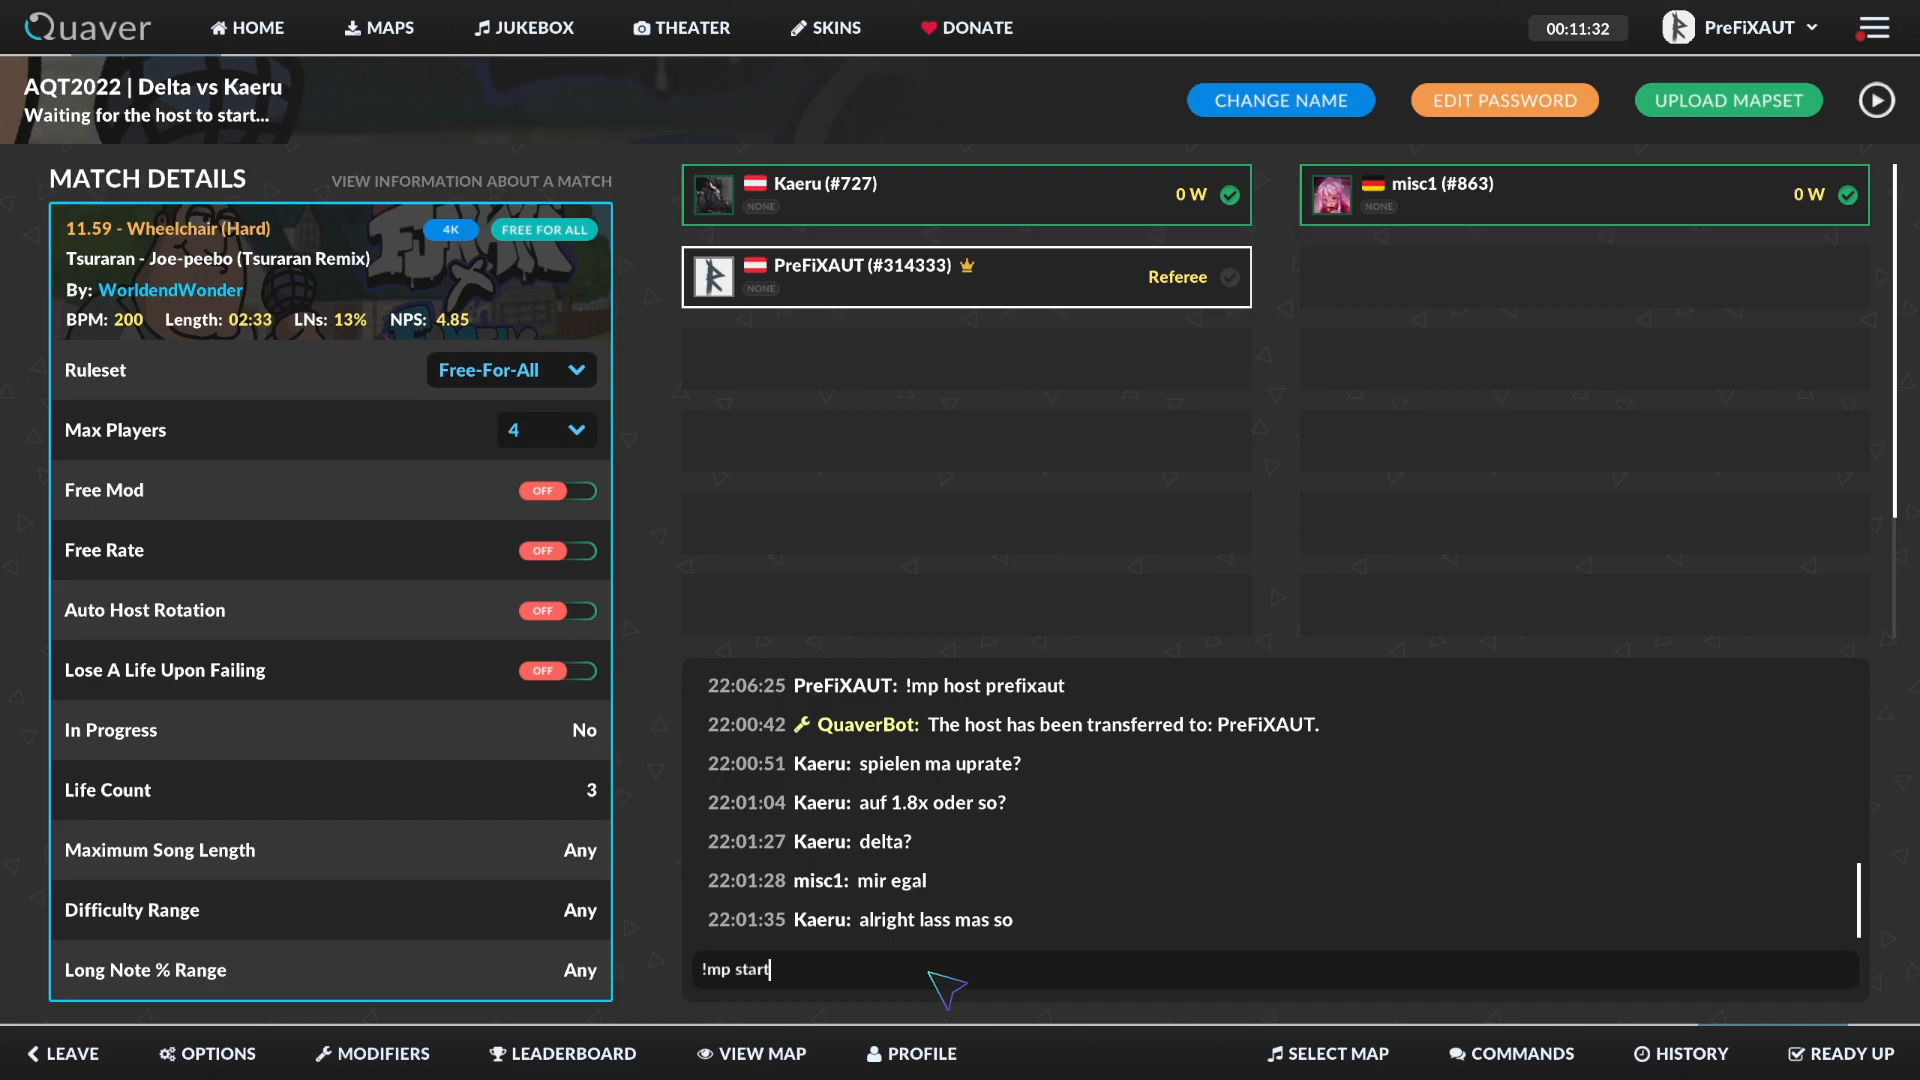 Quaver
HOME
MAPS
JUKEBOX
THEATER
SKINS
DONATE
00:11:32
PreFiXAUT
AQT2022 | Delta vs Kaeru
Waiting for the host to start...
CHANGE NAME
EDIT PASSWORD
UPLOAD MAPSET
MATCH DETAILS
VIEW INFORMATION ABOUT A MATCH
11.59 - Wheelchair (Hard)
4K
FREE FOR ALL
Tsuraran - Joe-peebo (Tsuraran Remix)
By: WorldendWonder
BPM: 200 Length: 02:33 LNs: 13% NPS: 4.85
Ruleset
Free-For-All
Max Players
4
Free Mod
OFF
Free Rate
OFF
Auto Host Rotation
OFF
Lose A Life Upon Failing
OFF
In Progress
No
Life Count
3
Maximum Song Length
Any
Difficulty Range
Any
Long Note % Range
Any
Kaeru (#727)
NONE
0 W
misc1 (#863)
NONE
0 W
PreFiXAUT (#314333)
NONE
Referee
22:06:25 PreFiXAUT: !mp host prefixaut
22:00:42 QuaverBot: The host has been transferred to: PreFiXAUT.
22:00:51 Kaeru: spielen ma uprate?
22:01:04 Kaeru: auf 1.8x oder so?
22:01:27 Kaeru: delta?
22:01:28 misc1: mir egal
22:01:35 Kaeru: alright lass mas so
!mp start
LEAVE
OPTIONS
MODIFIERS
LEADERBOARD
VIEW MAP
PROFILE
SELECT MAP
COMMANDS
HISTORY
READY UP